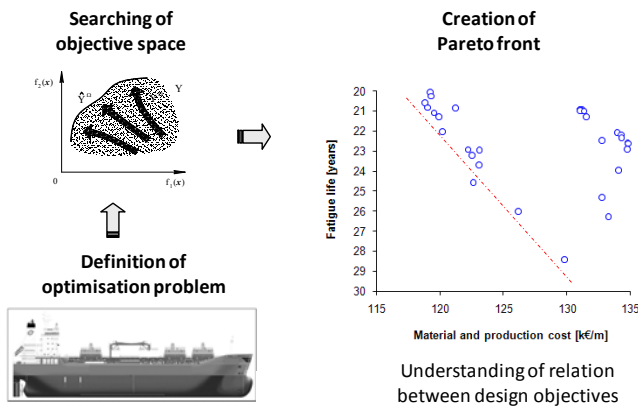 Searching of
objective space
f₂(x)
Y
Ŷ
0
f₁(x)
Definition of
optimisation problem
Creation of
Pareto front
Fatigue life [years]
20
21
22
23
24
25
26
27
28
29
30
115
120
125
130
135
Material and production cost [k€/m]
Understanding of relation
between design objectives